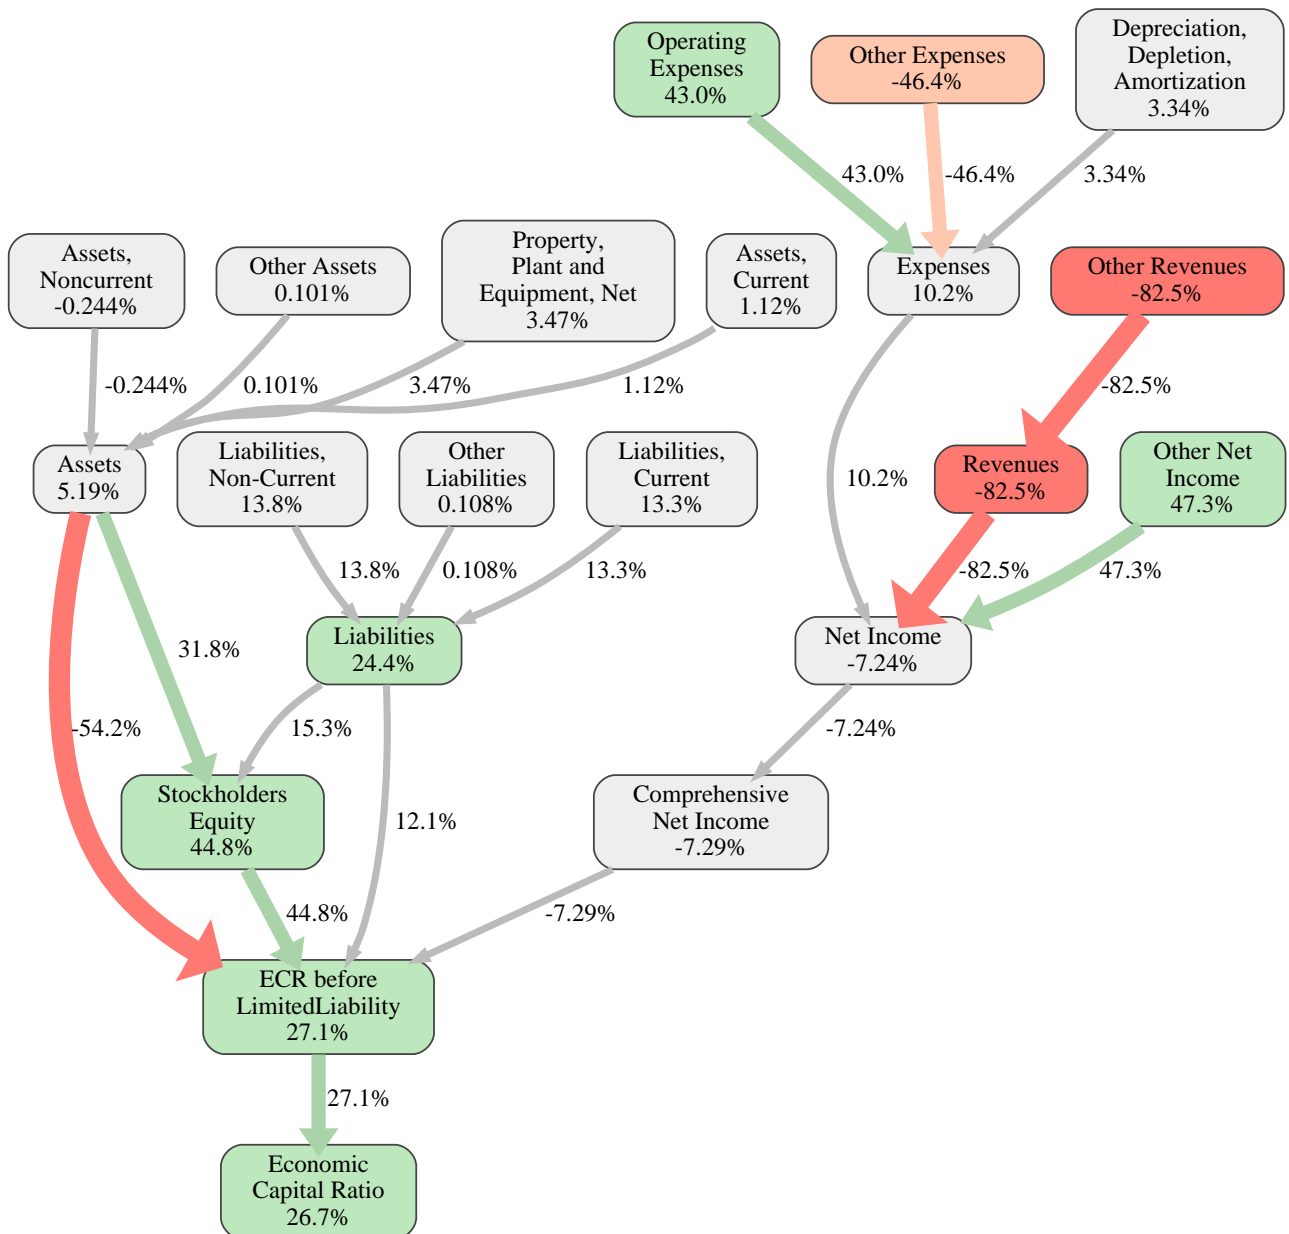 Operating
Expenses
43.0%
Other Expenses
-46.4%
Depreciation,
Depletion,
Amortization
3.34%
43.0%
-46.4%
3.34%
Assets,
Noncurrent
-0.244%
Other Assets
0.101%
Property,
Plant and
Equipment, Net
3.47%
Assets,
Current
1.12%
Expenses
10.2%
Other Revenues
-82.5%
-0.244%
0.101%
3.47%
1.12%
-82.5%
Assets
5.19%
Liabilities,
Non-Current
13.8%
Other
Liabilities
0.108%
Liabilities,
Current
13.3%
10.2%
Revenues
-82.5%
Other Net
Income
47.3%
13.8%
0.108%
13.3%
-82.5%
47.3%
31.8%
Liabilities
24.4%
Net Income
-7.24%
-54.2%
15.3%
-7.24%
Stockholders
Equity
44.8%
12.1%
Comprehensive
Net Income
-7.29%
44.8%
-7.29%
ECR before
LimitedLiability
27.1%
27.1%
Economic
Capital Ratio
26.7%